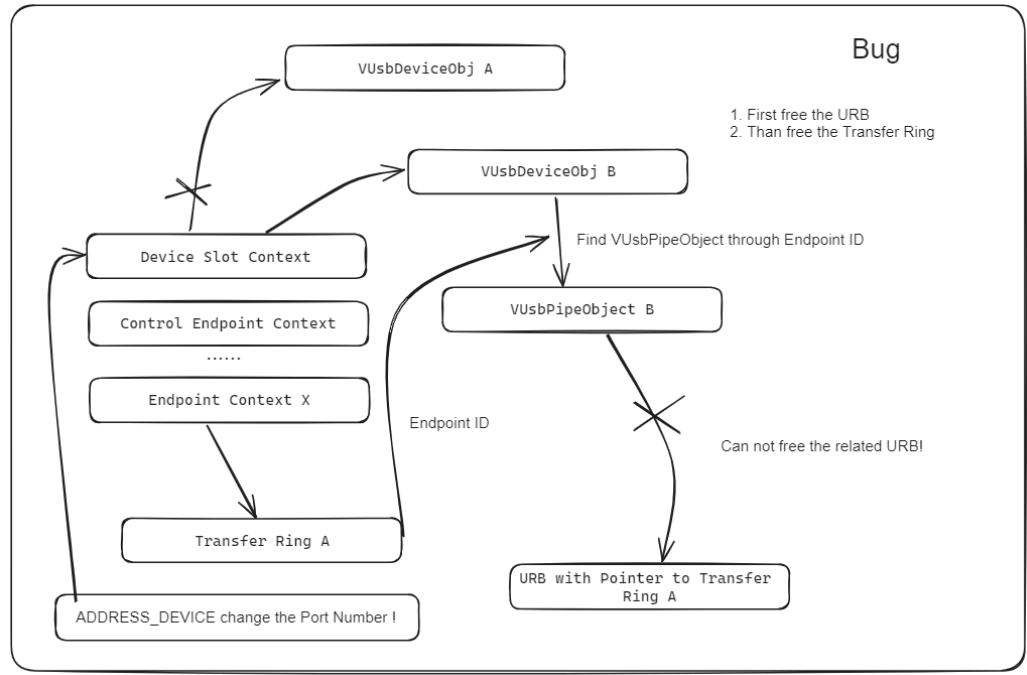 Bug
VUsbDeviceObj A
1. First free the URB
2. Than free the Transfer Ring
VUsbDeviceObj B
Find VUsbPipeObject through Endpoint ID
Device Slot Context
VUsbPipeObject B
Control Endpoint Context
......
Endpoint Context X
Endpoint ID
Can not free the related URB!
Transfer Ring A
URB with Pointer to Transfer
Ring A
ADDRESS_DEVICE change the Port Number !